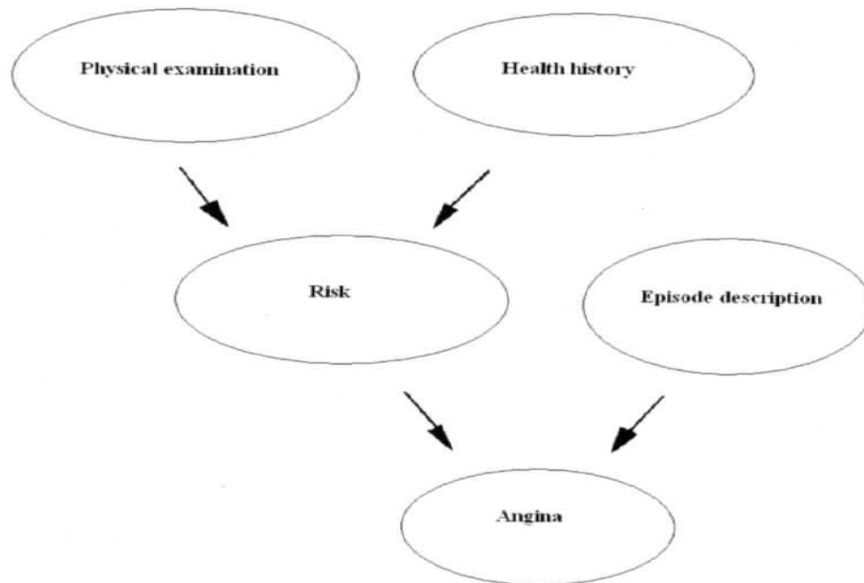 Physical examination
Health history
Risk
Episode description
Angina